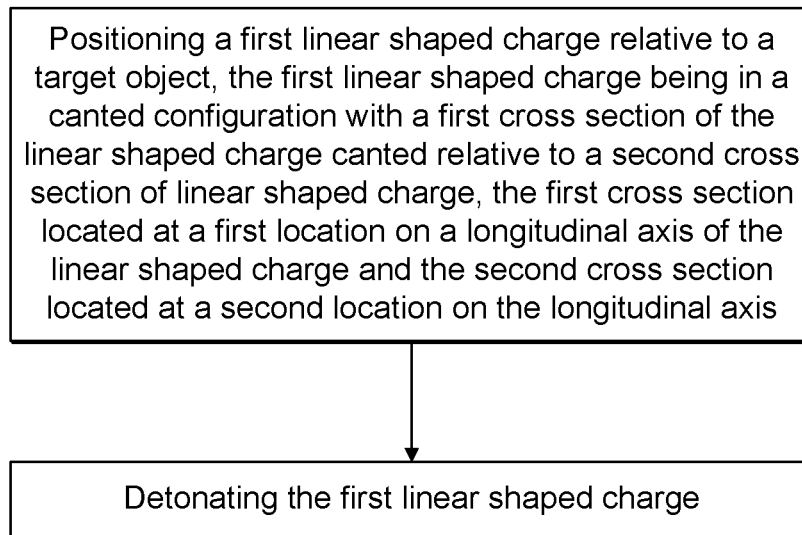 Positioning a first linear shaped charge relative to a
target object, the first linear shaped charge being in a
canted configuration with a first cross section of the
linear shaped charge canted relative to a second cross
section of linear shaped charge, the first cross section
located at a first location on a longitudinal axis of the
linear shaped charge and the second cross section
located at a second location on the longitudinal axis
Detonating the first linear shaped charge